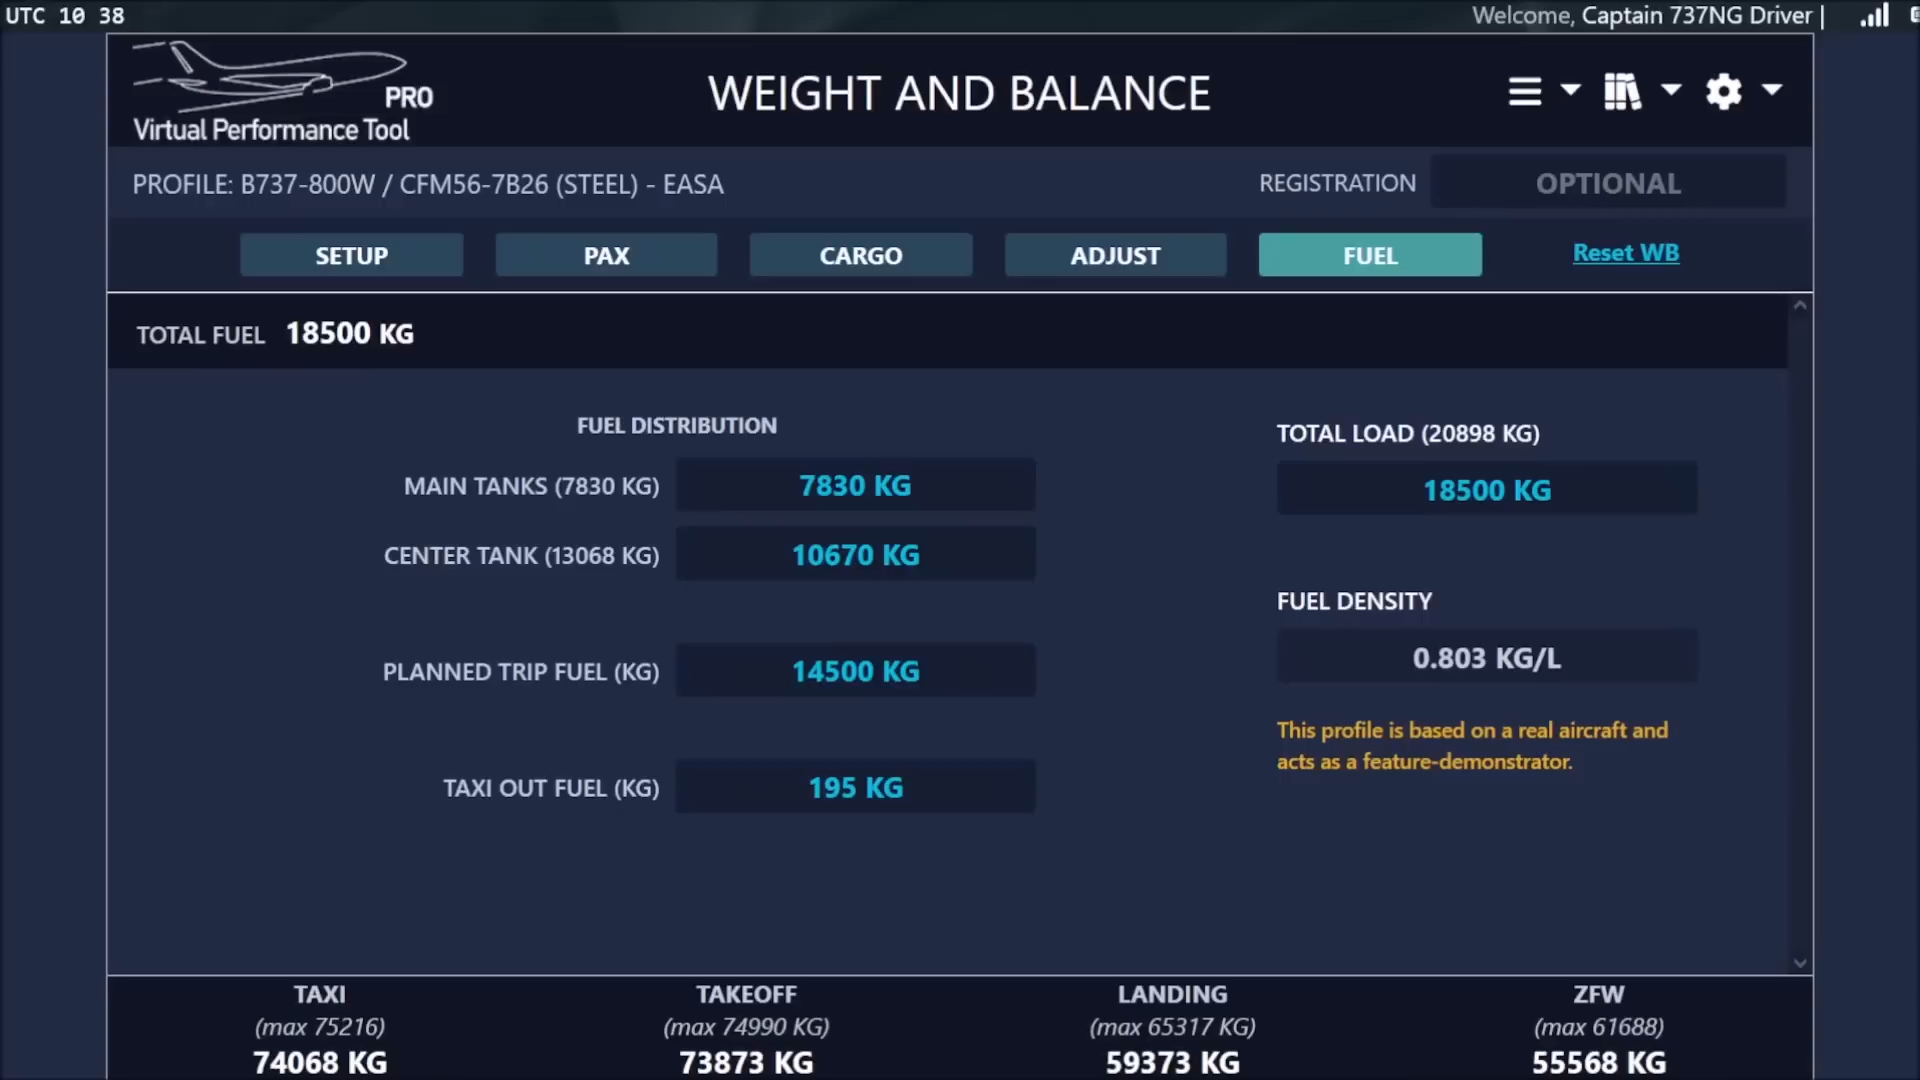 UTC 10 38
Welcome, Captain 737NG Driver |
PRO
Virtual Performance Tool
WEIGHT AND BALANCE
PROFILE: B737-800W / CFM56-7B26 (STEEL) - EASA
REGISTRATION OPTIONAL
SETUP PAX CARGO ADJUST FUEL Reset WB
TOTAL FUEL 18500 KG
FUEL DISTRIBUTION
MAIN TANKS (7830 KG) 7830 KG
CENTER TANK (13068 KG) 10670 KG
PLANNED TRIP FUEL (KG) 14500 KG
TAXI OUT FUEL (KG) 195 KG
TOTAL LOAD (20898 KG)
18500 KG
FUEL DENSITY
0.803 KG/L
This profile is based on a real aircraft and
acts as a feature-demonstrator.
TAXI
(max 75216)
74068 KG
TAKEOFF
(max 74990 KG)
73873 KG
LANDING
(max 65317 KG)
59373 KG
ZFW
(max 61688)
55568 KG